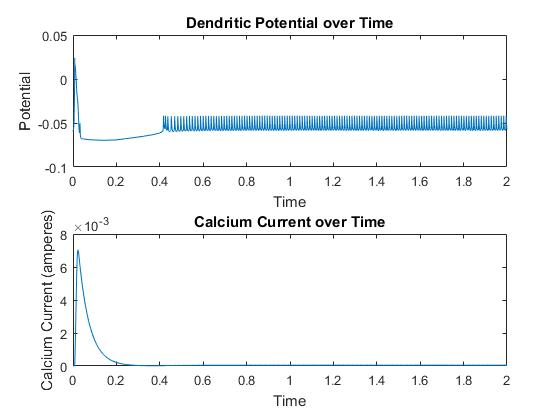 Dendritic Potential over Time
0.05
0
-0.05
-0.1
Potential
0 0.2 0.4 0.6 0.8 1 1.2 1.4 1.6 1.8 2
Time
Calcium Current over Time
×10⁻³
8
6
4
2
0
Calcium Current (amperes)
0 0.2 0.4 0.6 0.8 1 1.2 1.4 1.6 1.8 2
Time